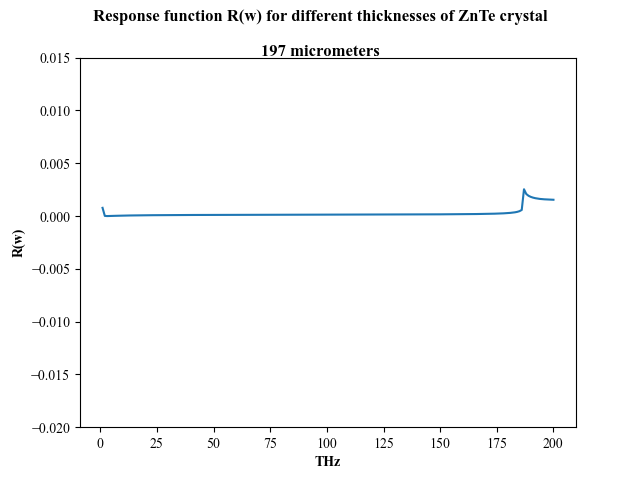 Response function R(w) for different thicknesses of ZnTe crystal
197 micrometers
0.015
0.010
0.005
0.000
−0.005
−0.010
−0.015
−0.020
R(w)
0 25 50 75 100 125 150 175 200
THz